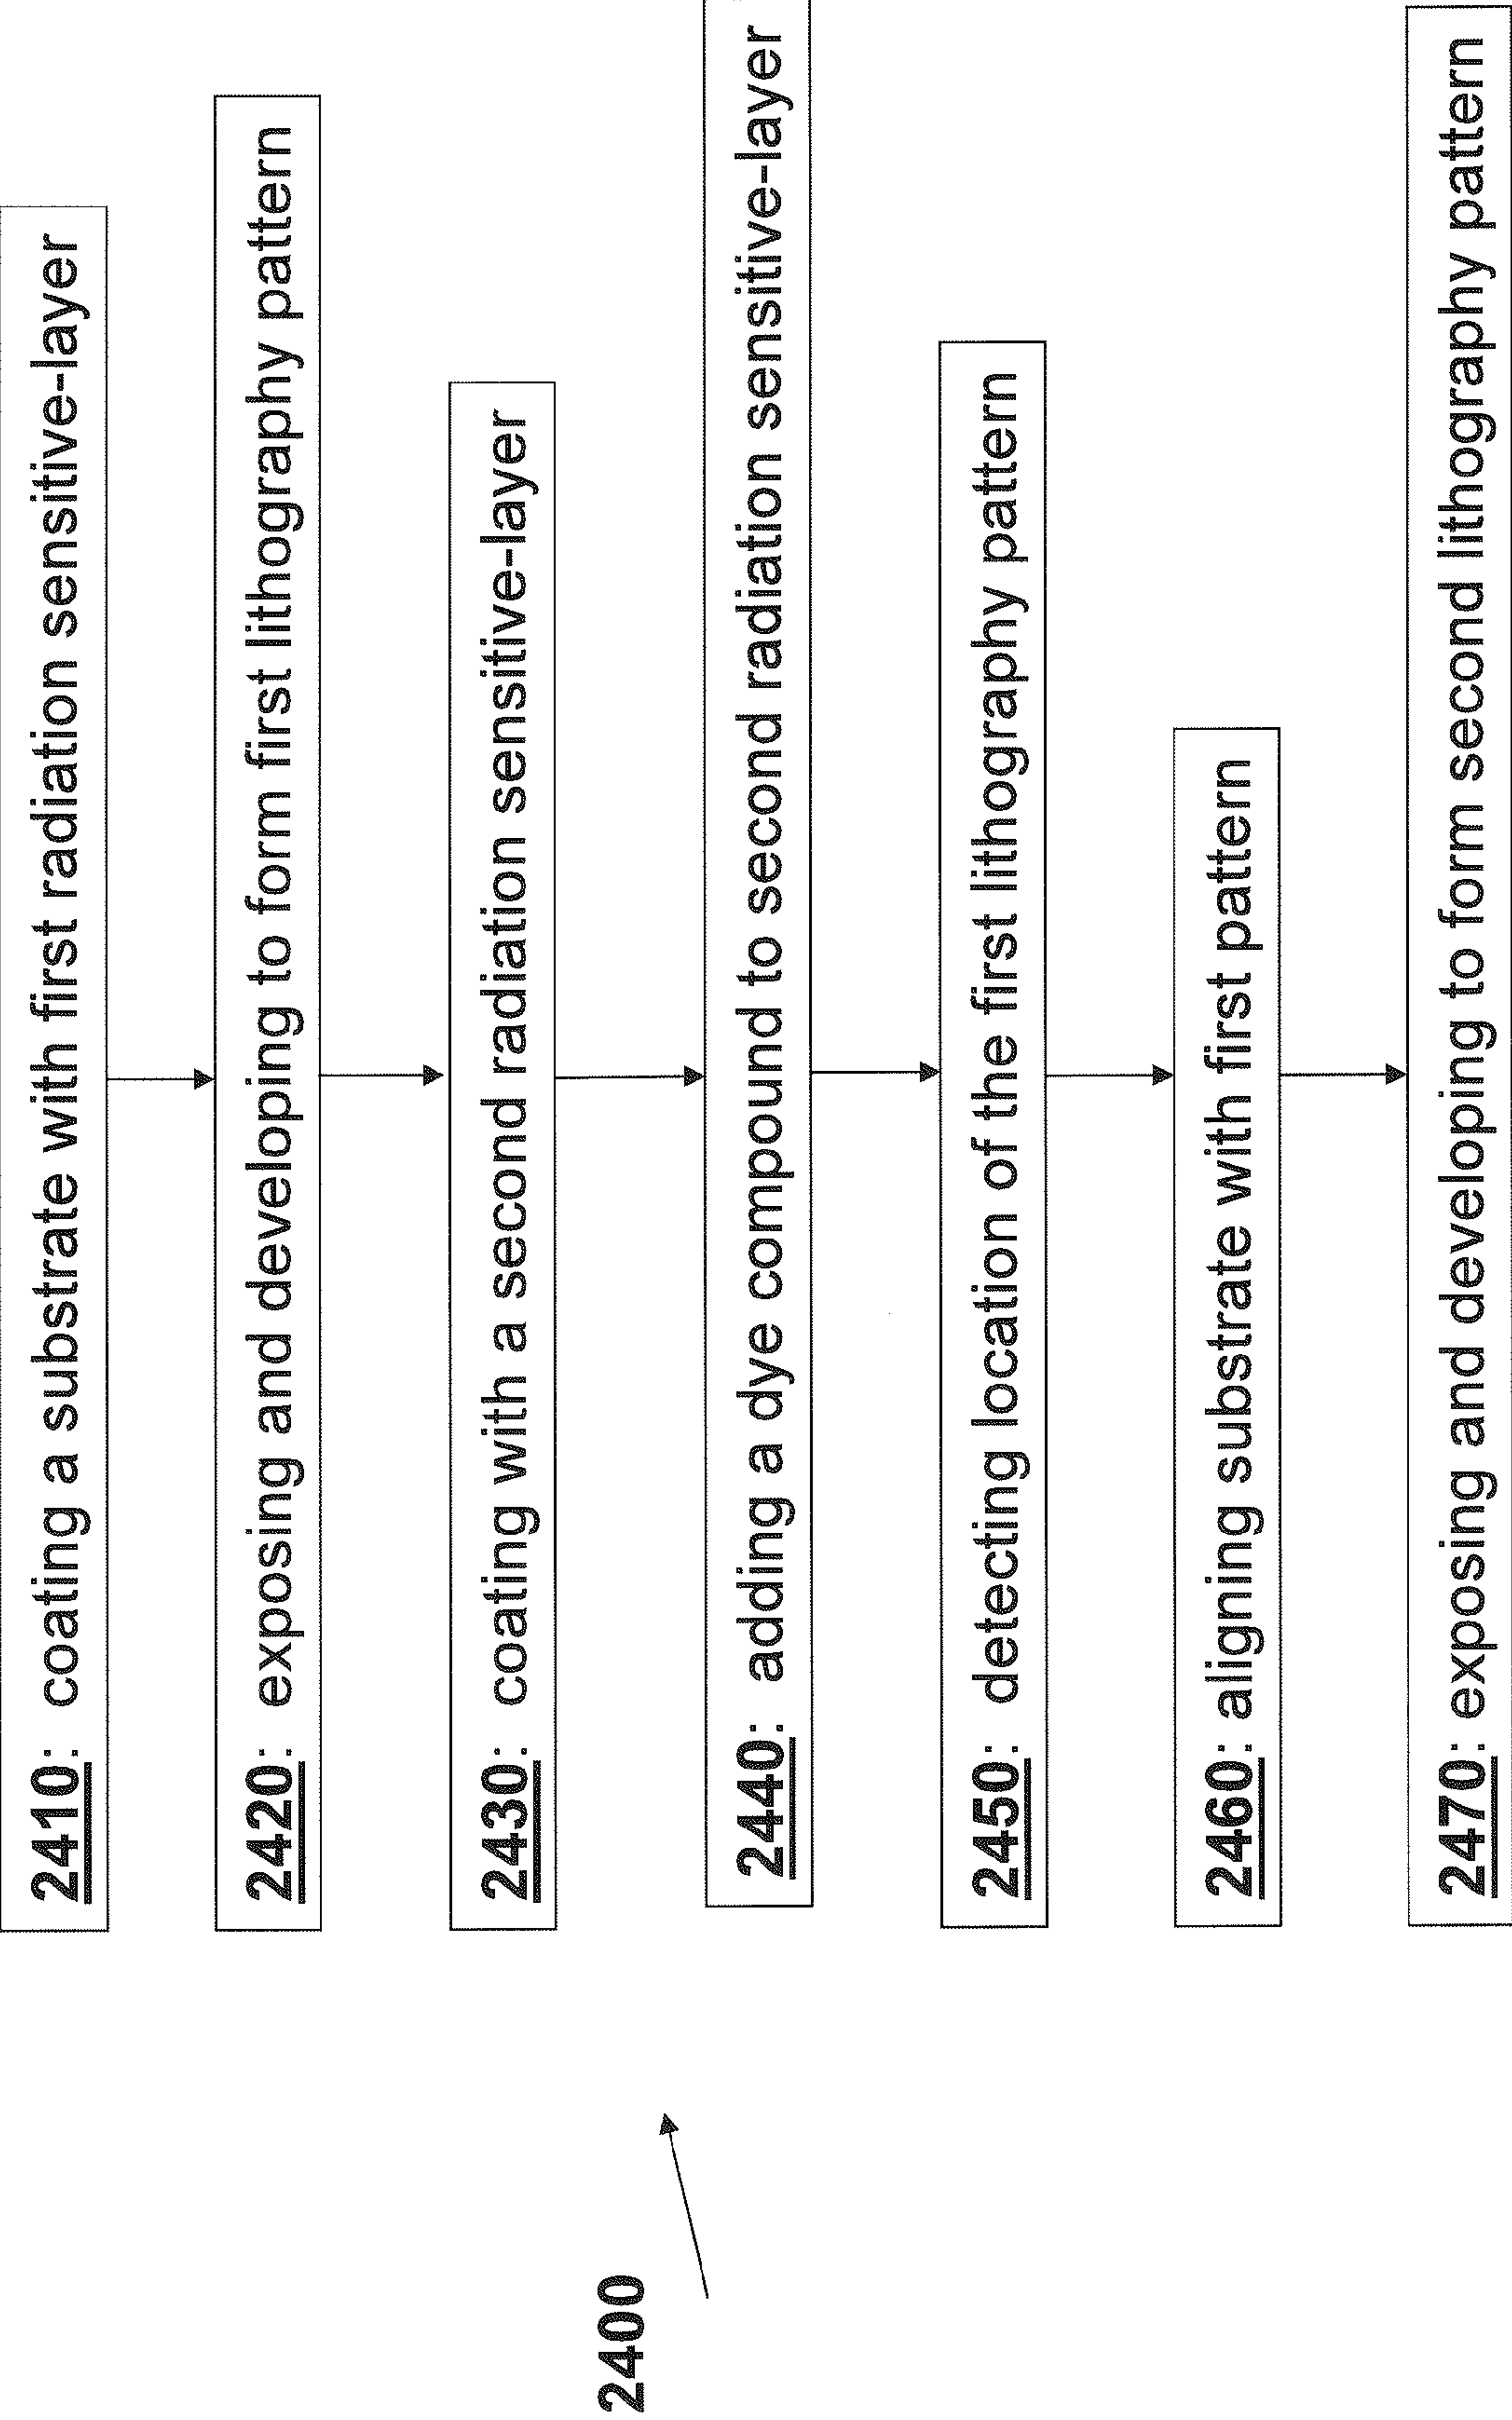 2410: coating a substrate with first radiation sensitive-layer
2420: exposing and developing to form first lithography pattern
2430: coating with a second radiation sensitive-layer
2440: adding a dye compound to second radiation sensitive-layer
2450: detecting location of the first lithography pattern
2460: aligning substrate with first pattern
2470: exposing and developing to form second lithography pattern
2400